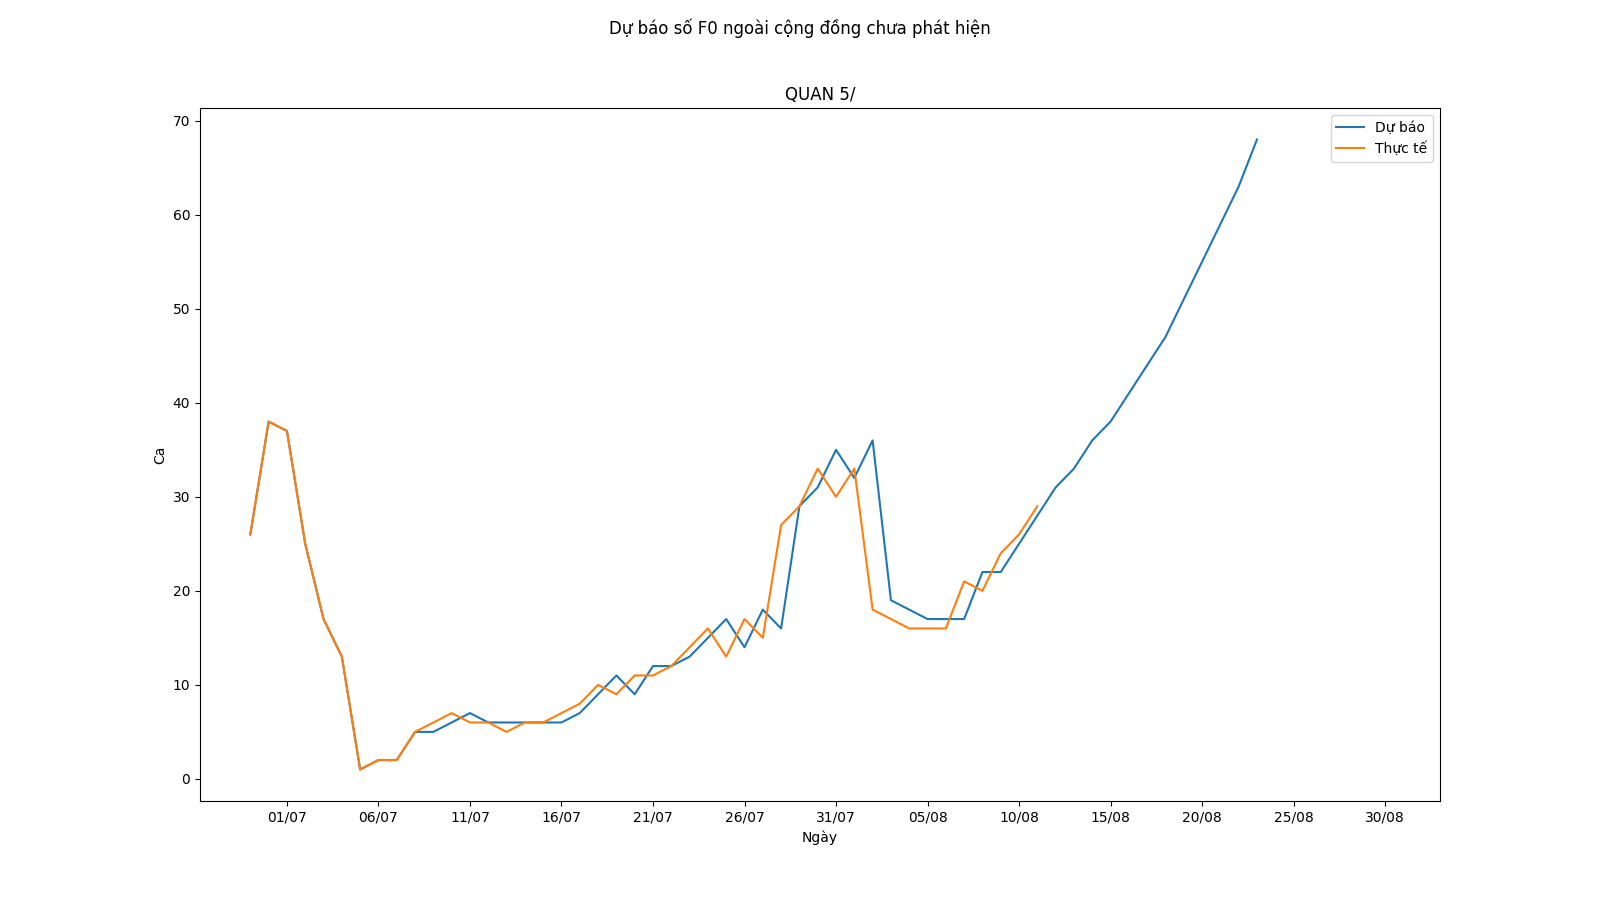 Dự báo số F0 ngoài cộng đồng chưa phát hiện
QUAN 5/
70
60
50
40
30
20
10
0
Ca
Dự báo
Thực tế
01/07 06/07 11/07 16/07 21/07 26/07 31/07 05/08 10/08 15/08 20/08 25/08 30/08
Ngày